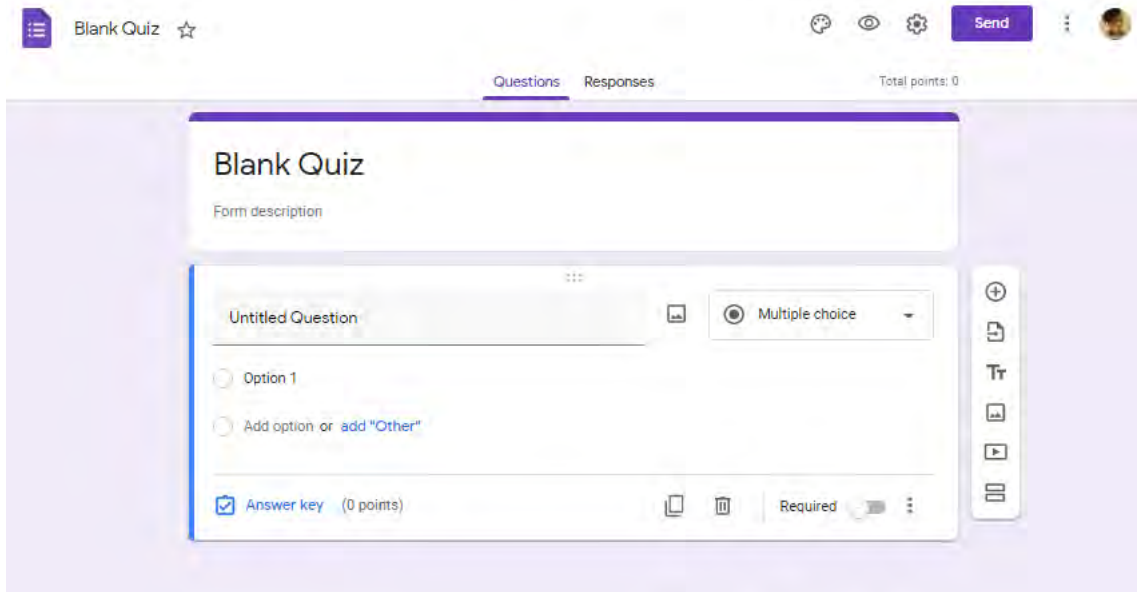 Blank Quiz
Send
Questions Responses Total points: 0
Blank Quiz
Form description
Untitled Question
Multiple choice
Option 1
Add option or add "Other"
Tт
Answer key (0 points)
Required